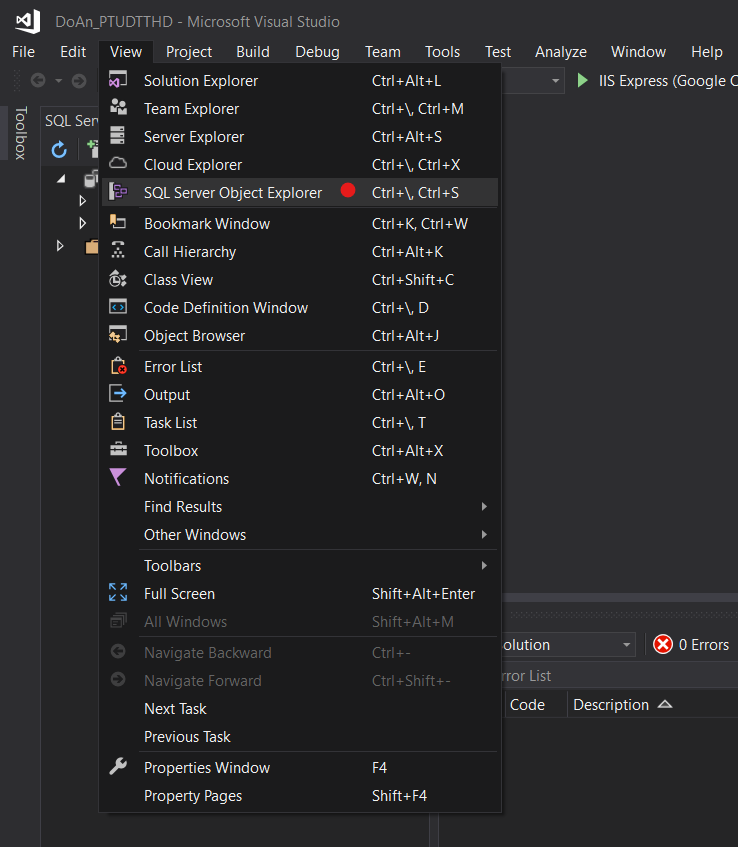 DoAn_PTUDTTHD - Microsoft Visual Studio
File Edit View Project Build Debug Team Tools Test Analyze Window Help
IIS Express (Google C
Toolbox
SQL Serv
Solution Explorer Ctrl+Alt+L
Team Explorer Ctrl+\, Ctrl+M
Server Explorer Ctrl+Alt+S
Cloud Explorer Ctrl+\, Ctrl+X
SQL Server Object Explorer Ctrl+\, Ctrl+S
Bookmark Window Ctrl+K, Ctrl+W
Call Hierarchy Ctrl+Alt+K
Class View Ctrl+Shift+C
Code Definition Window Ctrl+\, D
Object Browser Ctrl+Alt+J
Error List Ctrl+\, E
Output Ctrl+Alt+O
Task List Ctrl+\, T
Toolbox Ctrl+Alt+X
Notifications Ctrl+W, N
Find Results
Other Windows
Toolbars
Full Screen Shift+Alt+Enter
All Windows Shift+Alt+M
Navigate Backward Ctrl+-
Navigate Forward Ctrl+Shift+-
Next Task
Previous Task
Properties Window F4
Property Pages Shift+F4
olution 0 Errors
rror List
Code Description